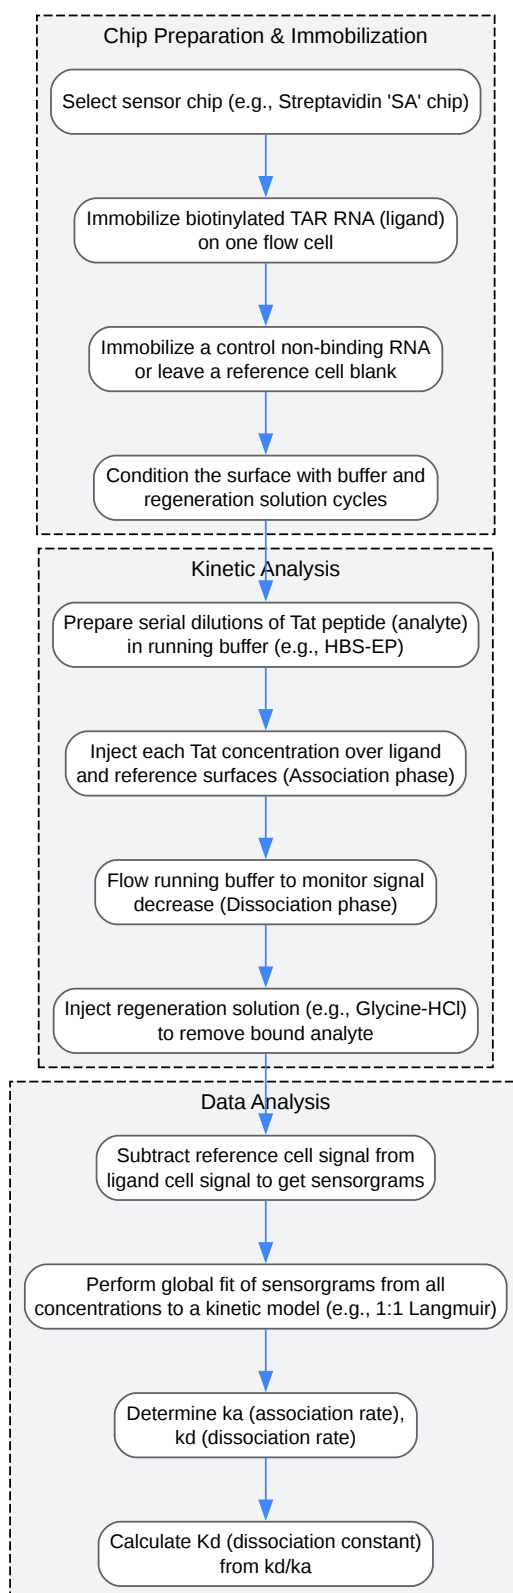 Chip Preparation & Immobilization
Select sensor chip (e.g., Streptavidin 'SA' chip)
Immobilize biotinylated TAR RNA (ligand)
on one flow cell
Immobilize a control non-binding RNA
or leave a reference cell blank
Condition the surface with buffer and
regeneration solution cycles
Kinetic Analysis
Prepare serial dilutions of Tat peptide (analyte)
in running buffer (e.g., HBS-EP)
Inject each Tat concentration over ligand
and reference surfaces (Association phase)
Flow running buffer to monitor signal
decrease (Dissociation phase)
Inject regeneration solution (e.g., Glycine-HCl)
to remove bound analyte
Data Analysis
Subtract reference cell signal from
ligand cell signal to get sensorgrams
Perform global fit of sensorgrams from all
concentrations to a kinetic model (e.g., 1:1 Langmuir)
Determine ka (association rate),
kd (dissociation rate)
Calculate Kd (dissociation constant)
from kd/ka